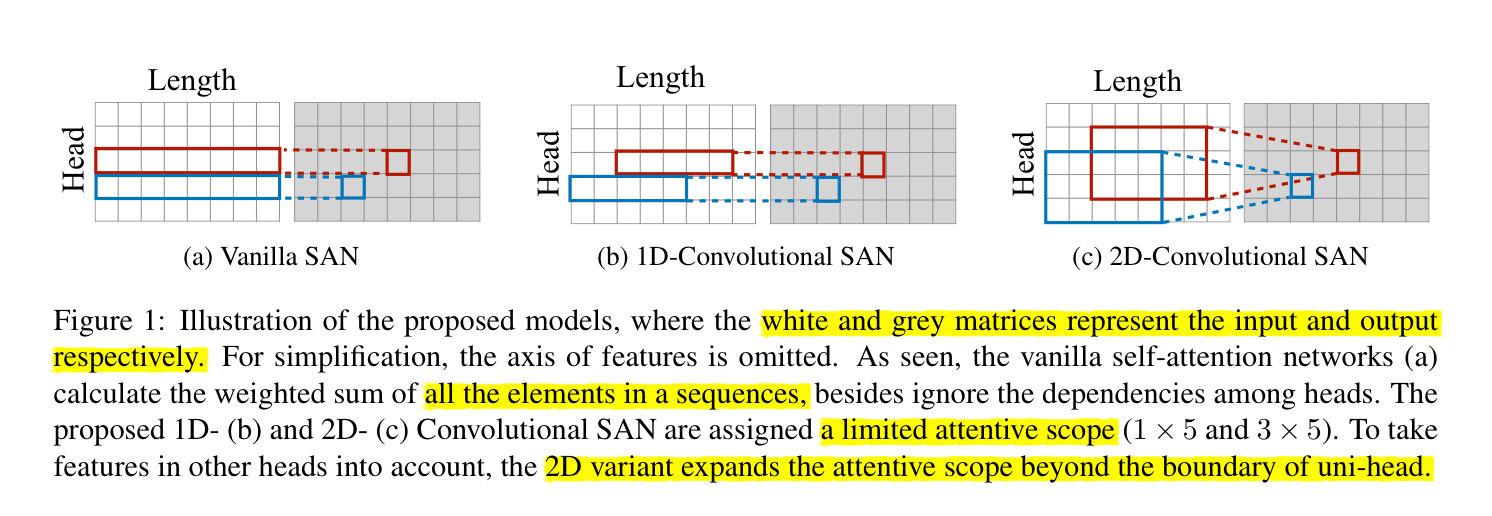 Length
Length
Length
Head
Head
Head
(a) Vanilla SAN
(b) 1D-Convolutional SAN
(c) 2D-Convolutional SAN
Figure 1: Illustration of the proposed models, where the white and grey matrices represent the input and output
respectively. For simplification, the axis of features is omitted. As seen, the vanilla self-attention networks (a)
calculate the weighted sum of all the elements in a sequences, besides ignore the dependencies among heads. The
proposed 1D- (b) and 2D- (c) Convolutional SAN are assigned a limited attentive scope (1 × 5 and 3 × 5). To take
features in other heads into account, the 2D variant expands the attentive scope beyond the boundary of uni-head.